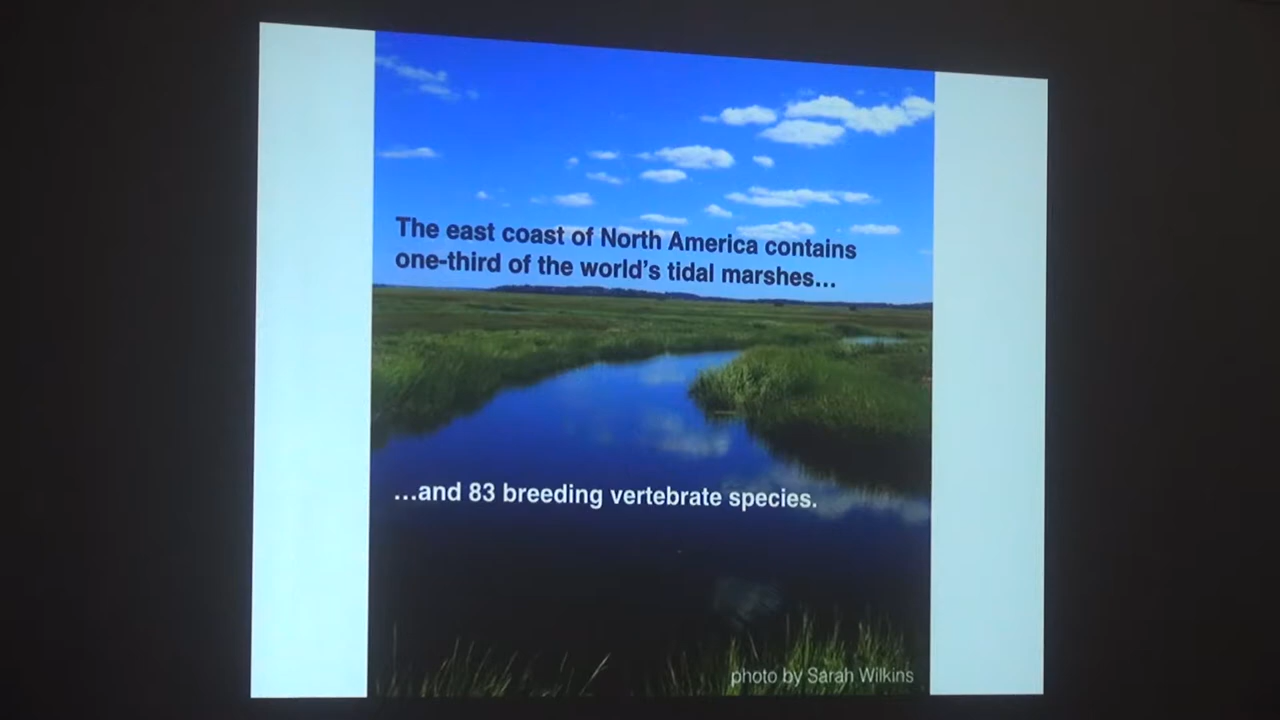 The east coast of North America contains
one-third of the world's tidal marshes...
...and 83 breeding vertebrate species.
photo by Sarah Wilkins